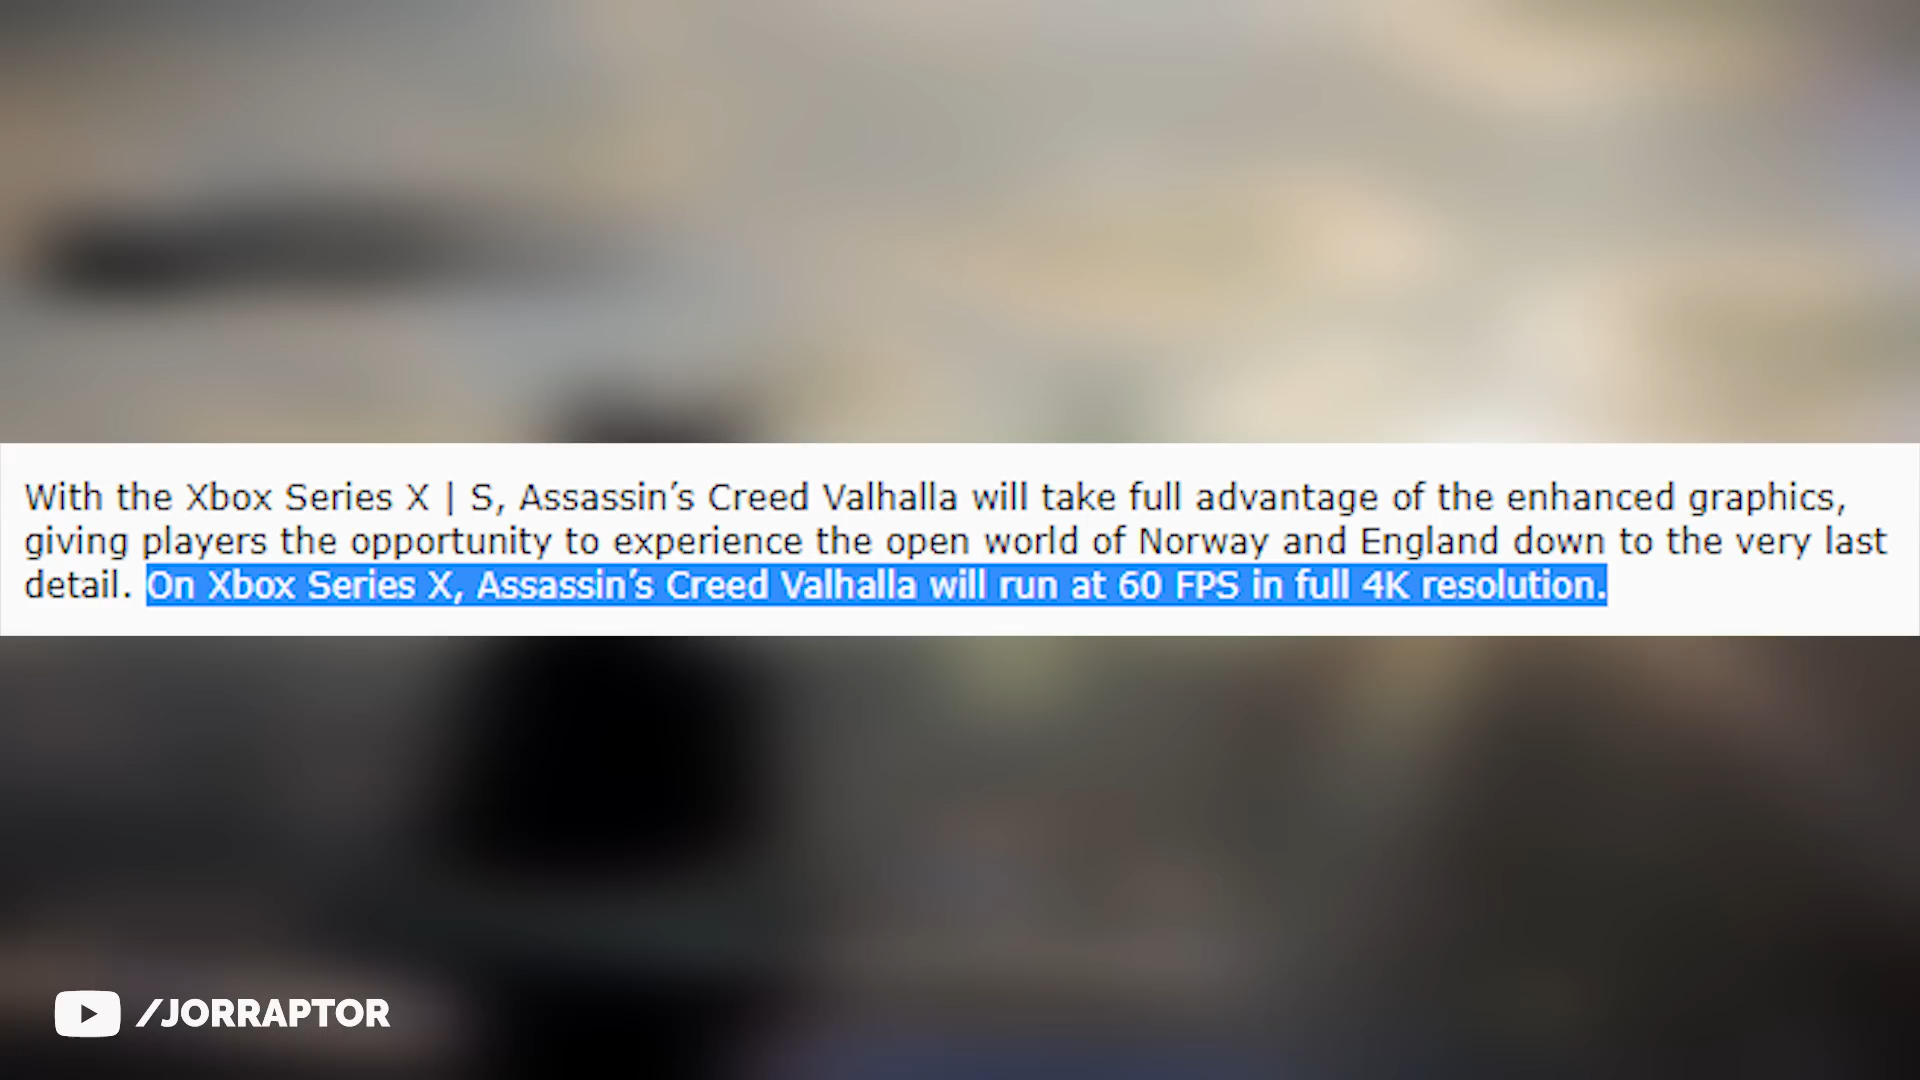 With the Xbox Series X | S, Assassin’s Creed Valhalla will take full advantage of the enhanced graphics,
giving players the opportunity to experience the open world of Norway and England down to the very last
detail. On Xbox Series X, Assassin’s Creed Valhalla will run at 60 FPS in full 4K resolution.
/JORRAPTOR